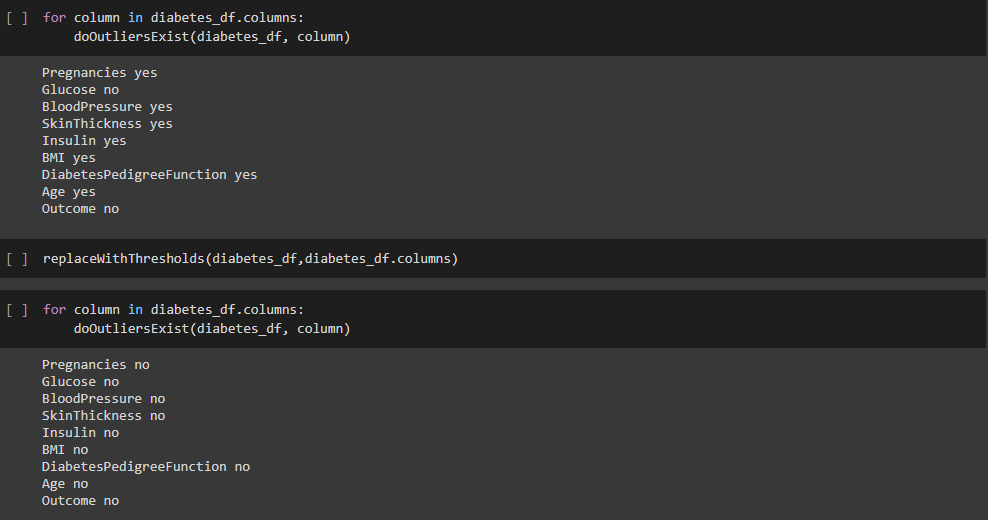 [ ] for column in diabetes_df.columns:
doOutliersExist(diabetes_df, column)
Pregnancies yes
Glucose no
BloodPressure yes
SkinThickness yes
Insulin yes
BMI yes
DiabetesPedigreeFunction yes
Age yes
Outcome no
[ ] replaceWithThresholds(diabetes_df,diabetes_df.columns)
[ ] for column in diabetes_df.columns:
doOutliersExist(diabetes_df, column)
Pregnancies no
Glucose no
BloodPressure no
SkinThickness no
Insulin no
BMI no
DiabetesPedigreeFunction no
Age no
Outcome no